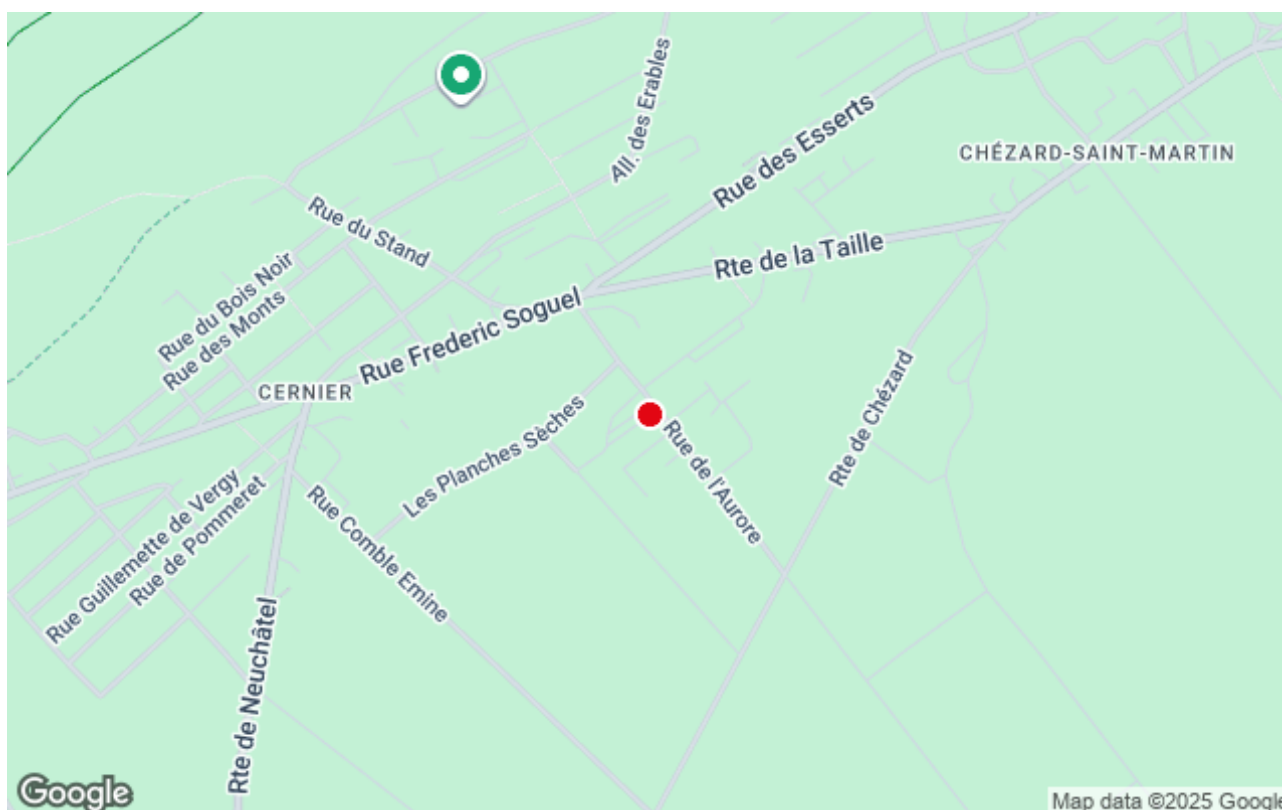 All. des Erables
Rue des Esserts
CHÉZARD-SAINT-MARTIN
Rue du Stand
Rte de la Taille
Rue du Bois Noir
Rue des Monts
Rue Frederic Soguel
CERNIER
Les Planches Sèches
Rue de l'Aurore
Rte de Chézard
Rue Guillemette de Vergy
Rue de Pommeret
Rue Comble Emine
Rte de Neuchâtel
Google
Map data ©2025 Google